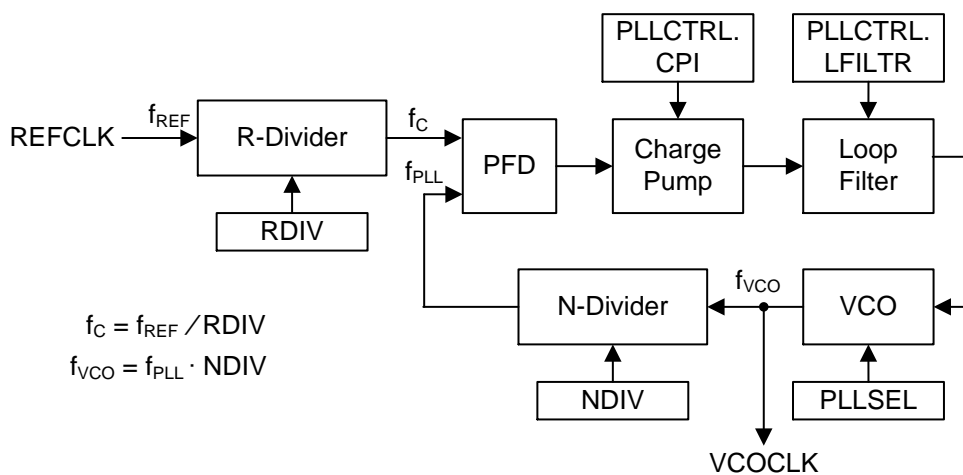 PLLCTRL.
CPI
PLLCTRL.
LFILTR
REFCLK
fREF
R-Divider
fC
fPLL
PFD
Charge
Pump
Loop
Filter
RDIV
fC = fREF / RDIV
fVCO = fPLL · NDIV
N-Divider
fVCO
VCO
NDIV
PLLSEL
VCOCLK